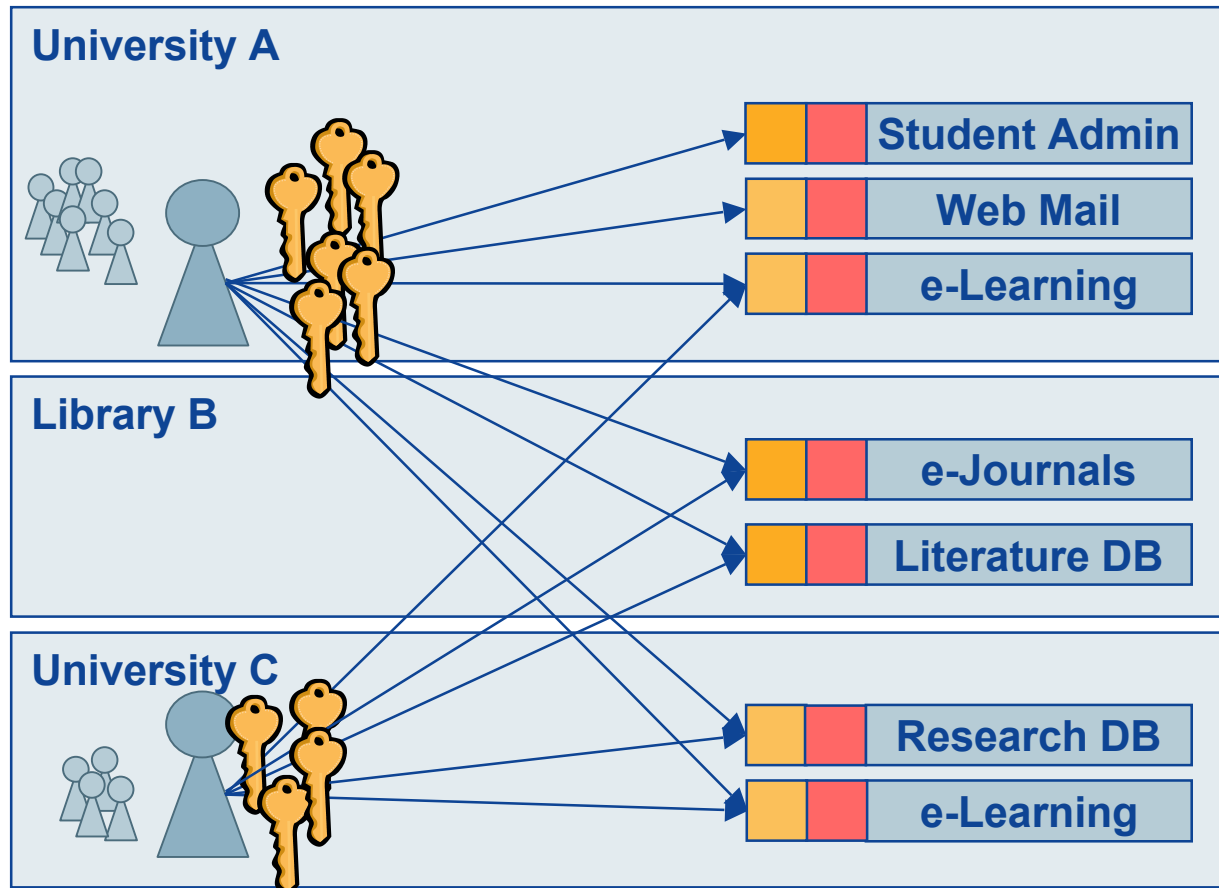 University A
Student Admin
Web Mail
e-Learning
Library B
e-Journals
Literature DB
University C
Research DB
e-Learning